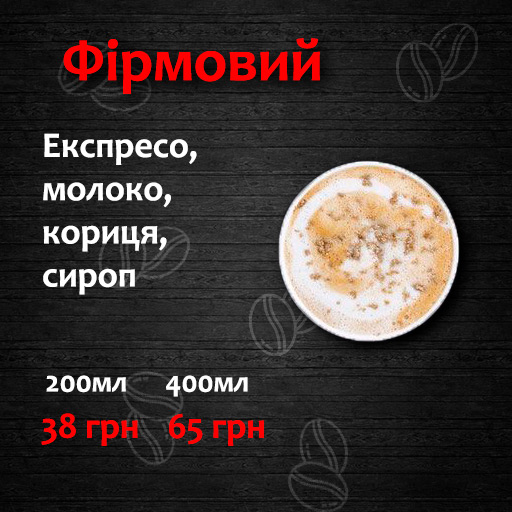 Фірмовий
Експресо,
молоко,
кориця,
сироп
200мл 400мл
38 грн 65 грн